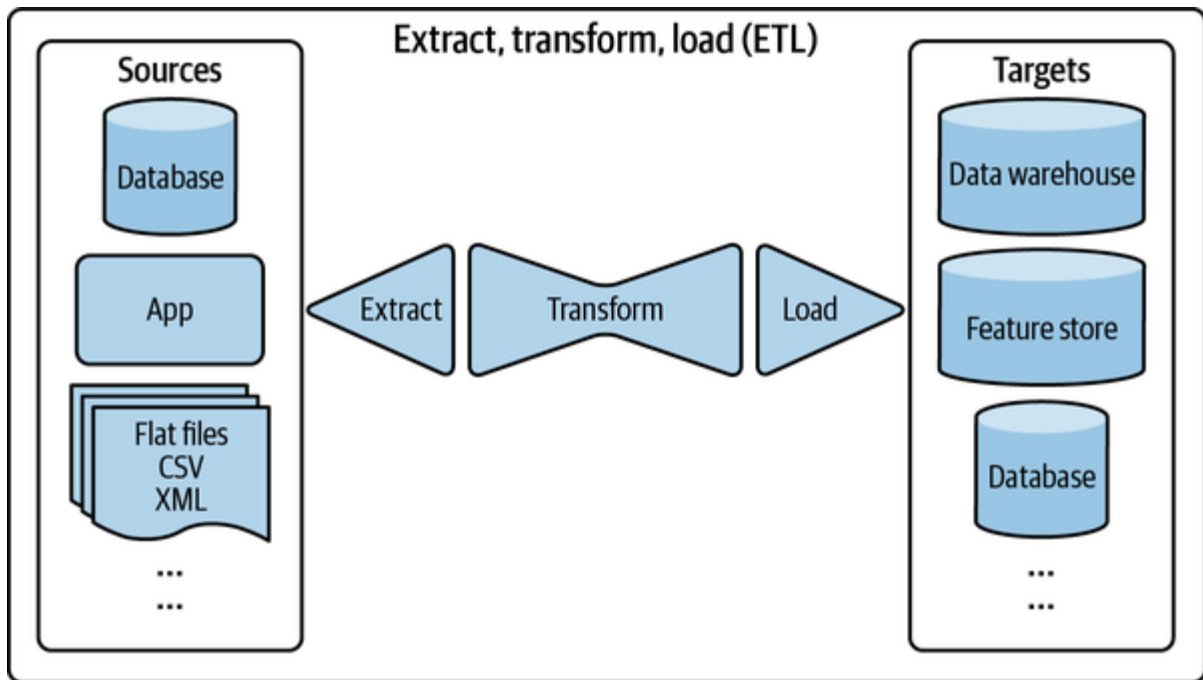 Extract, transform, load (ETL)
Sources
Database
App
Flat files
CSV
XML
...
...
Extract
Transform
Load
Targets
Data warehouse
Feature store
Database
...
...